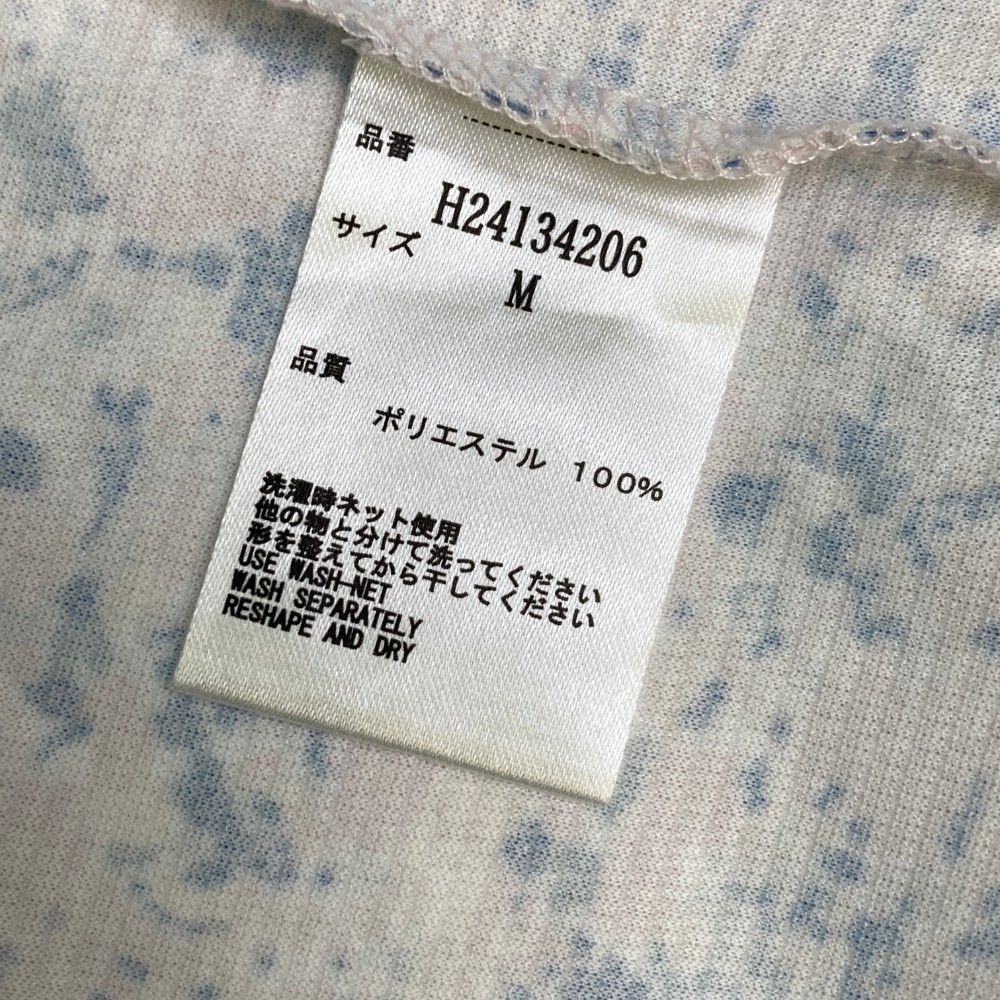 品番
H24134206
サイズ
M
品質
ポリエステル 100%
洗濯時ネット使用
他の物と分けて洗ってください
形を整えてから干してください
USE WASH-NET
WASH SEPARATELY
RESHAPE AND DRY